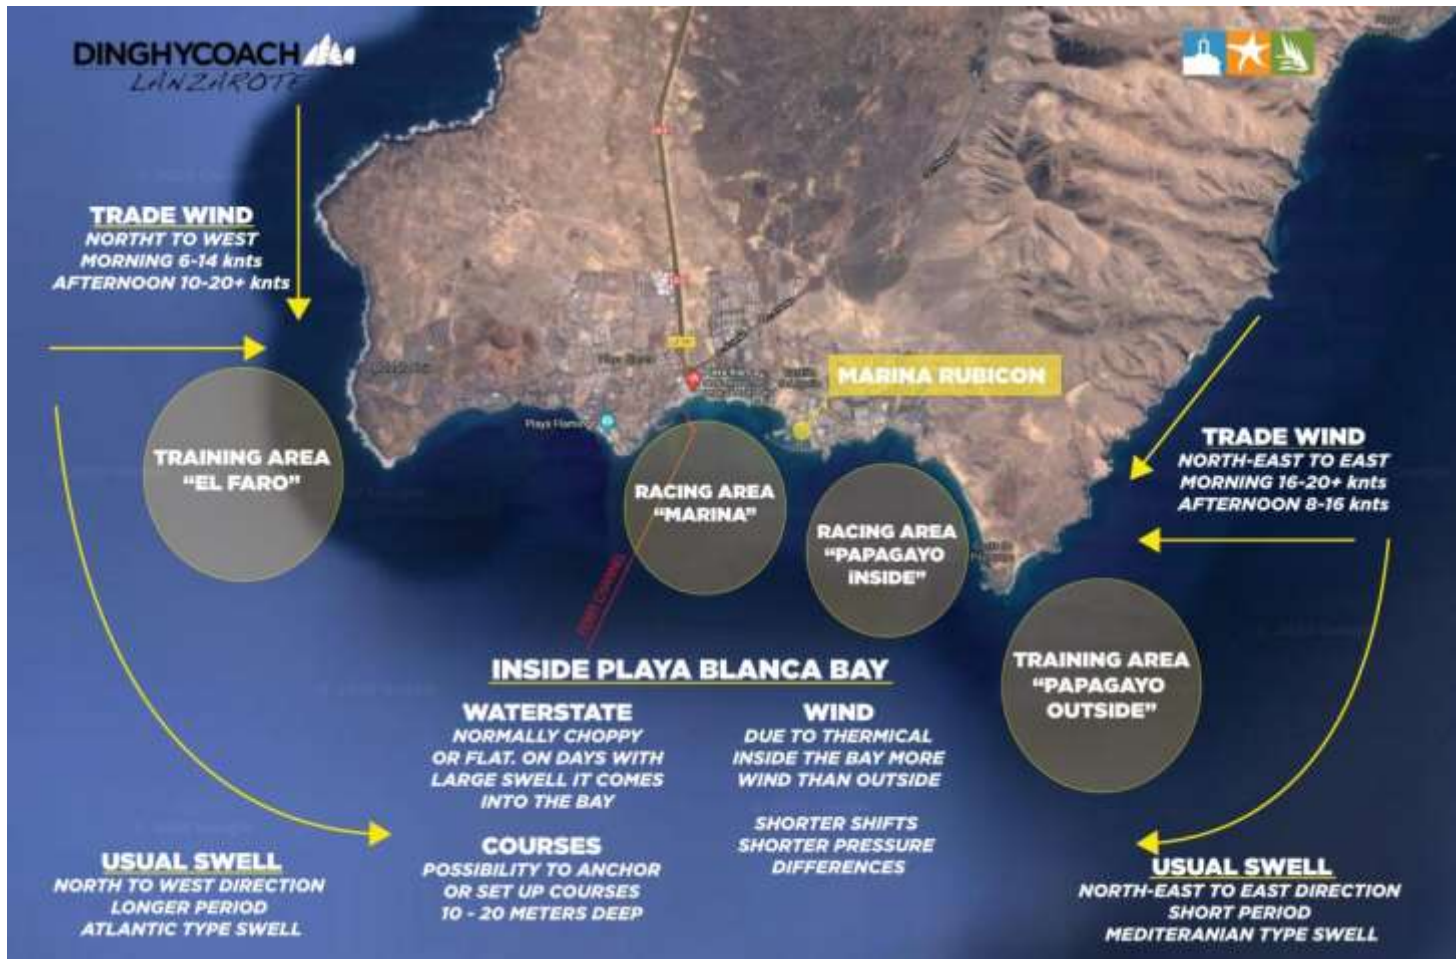 DINGHYCOACH
LANZAROTE
TRADE WIND
NORTHT TO WEST
MORNING 6-14 knts
AFTERNOON 10-20+ knts
TRAINING AREA
“EL FARO”
MARINA RUBICON
Playa Flamingo
RACING AREA
“MARINA”
RACING AREA
“PAPAGAYO
INSIDE”
TRADE WIND
NORTH-EAST TO EAST
MORNING 16-20+ knts
AFTERNOON 8-16 knts
TRAINING AREA
“PAPAGAYO
OUTSIDE”
INSIDE PLAYA BLANCA BAY
WATERSTATE
NORMALLY CHOPPY
OR FLAT. ON DAYS WITH
LARGE SWELL IT COMES
INTO THE BAY
COURSES
POSSIBILITY TO ANCHOR
OR SET UP COURSES
10 - 20 METERS DEEP
WIND
DUE TO THERMICAL
INSIDE THE BAY MORE
WIND THAN OUTSIDE
SHORTER SHIFTS
SHORTER PRESSURE
DIFFERENCES
USUAL SWELL
NORTH TO WEST DIRECTION
LONGER PERIOD
ATLANTIC TYPE SWELL
USUAL SWELL
NORTH-EAST TO EAST DIRECTION
SHORT PERIOD
MEDITERANIAN TYPE SWELL